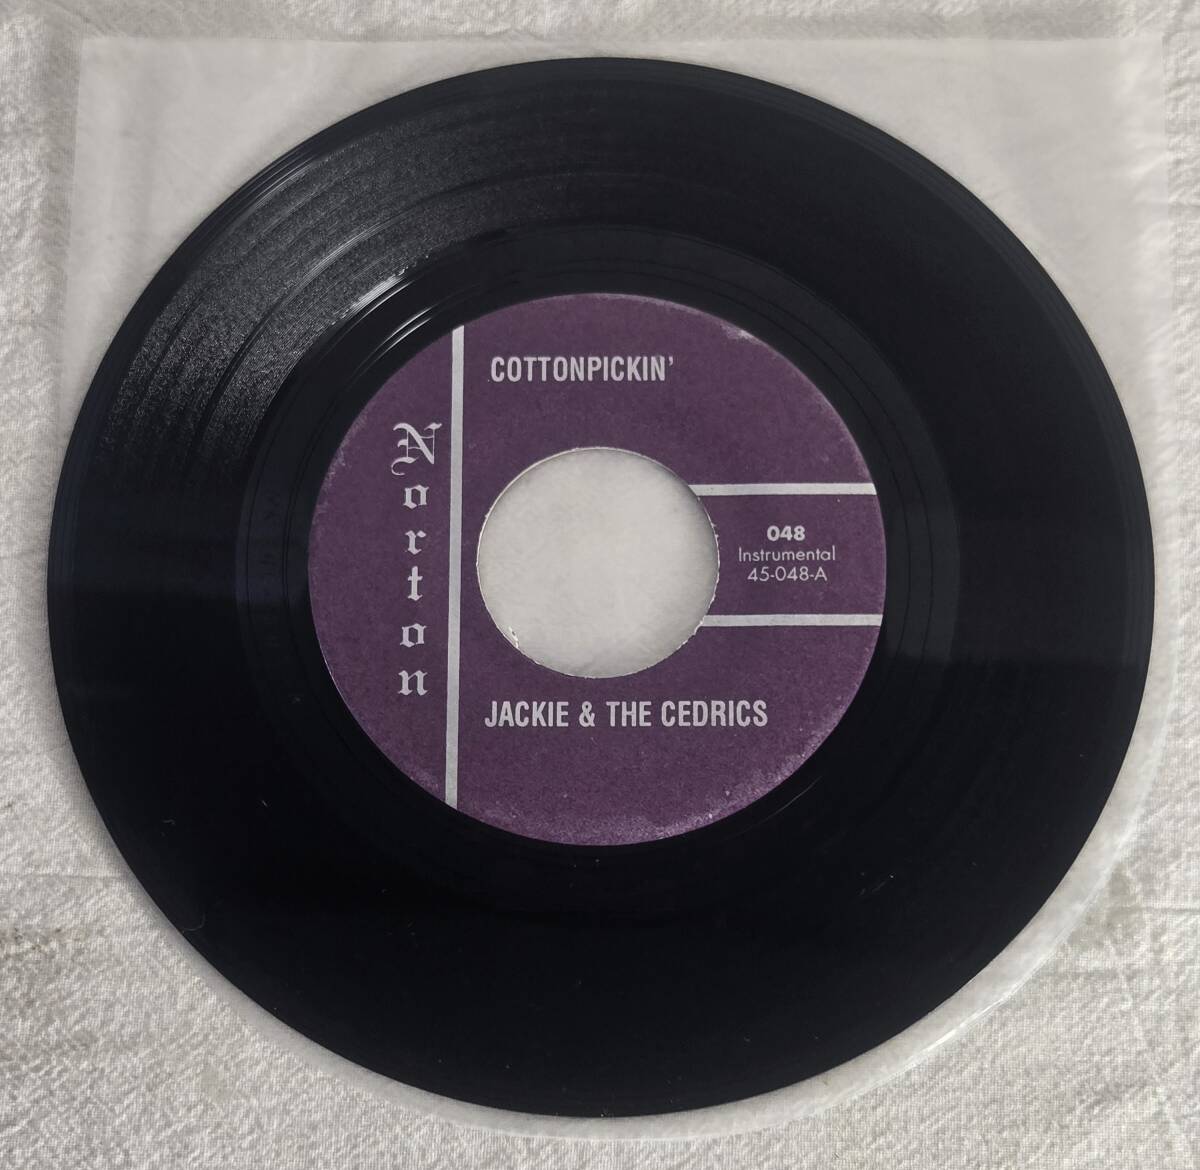 COTTONPICKIN'
Norton
048
Instrumental
45-048-A
JACKIE & THE CEDRICS